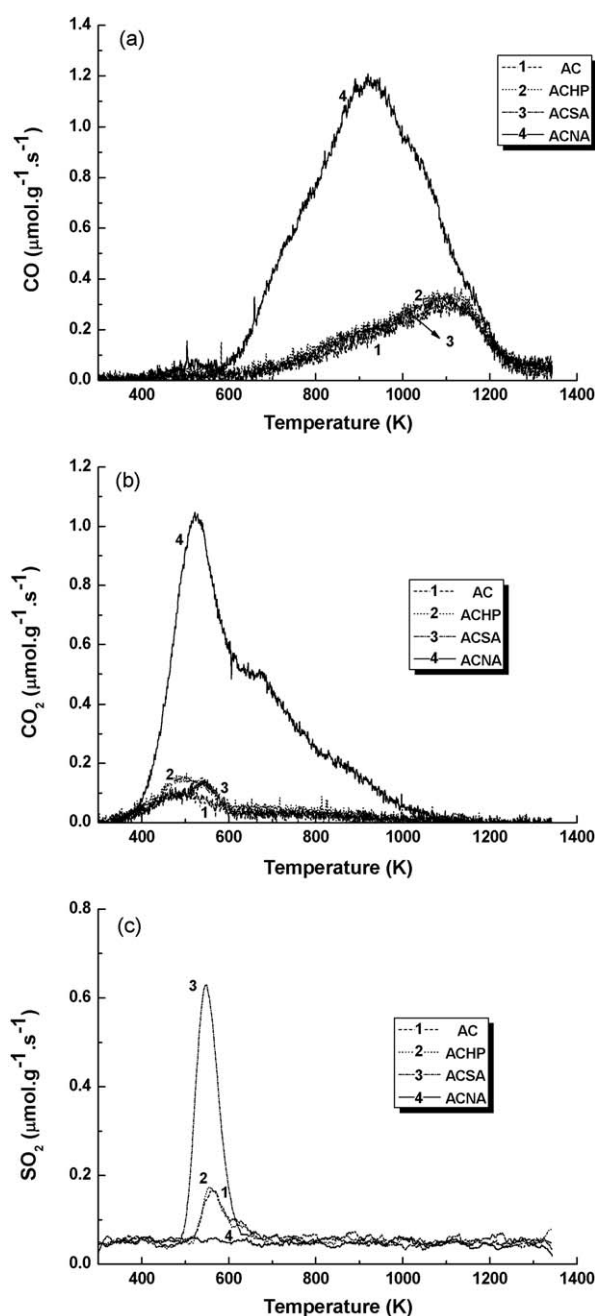 (a)
1.4
1.2
1.0
0.8
0.6
0.4
0.2
0.0
CO (μmol.g⁻¹.s⁻¹)
4
2
3
1
1 AC
2 ACHP
3 ACSA
4 ACNA
400 600 800 1000 1200 1400
Temperature (K)
(b)
1.2
1.0
0.8
0.6
0.4
0.2
0.0
CO₂ (μmol.g⁻¹.s⁻¹)
4
2
3
1
1 AC
2 ACHP
3 ACSA
4 ACNA
400 600 800 1000 1200 1400
Temperature (K)
(c)
0.8
0.6
0.4
0.2
0.0
SO₂ (μmol.g⁻¹.s⁻¹)
3
2 1
4
1 AC
2 ACHP
3 ACSA
4 ACNA
400 600 800 1000 1200 1400
Temperature (K)